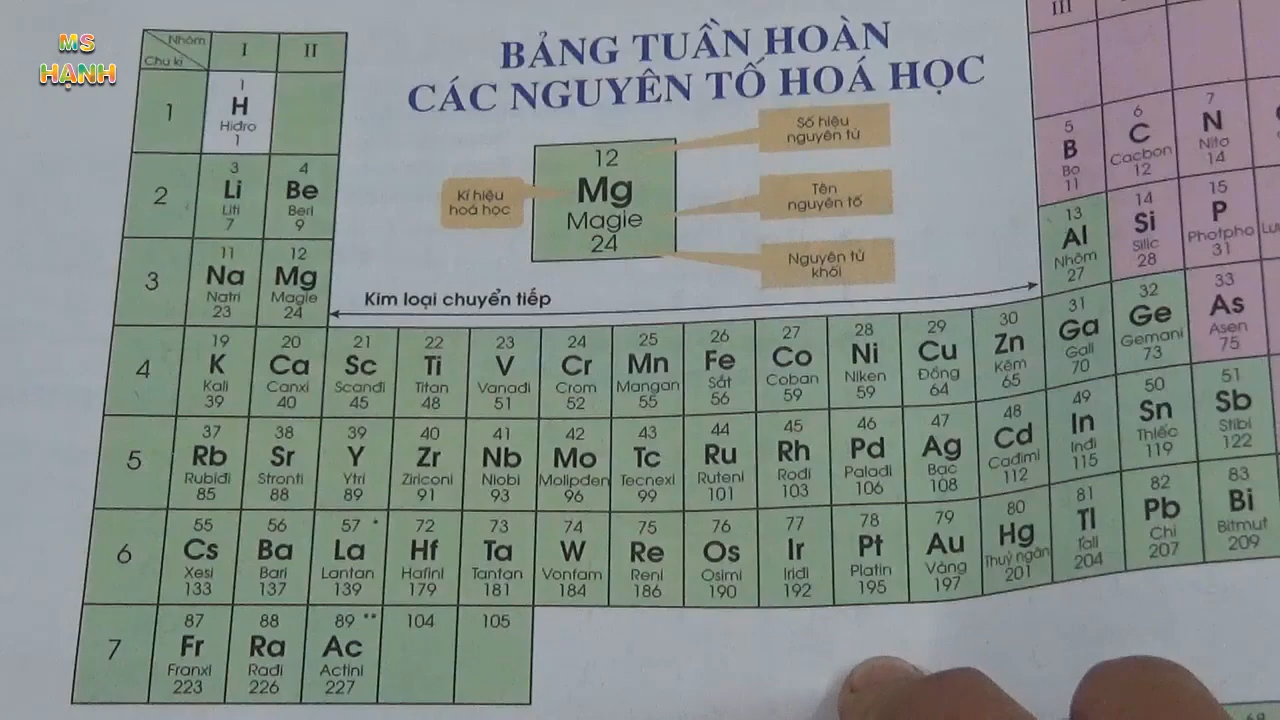 MS
HẠNH
Nhóm
Chu kì
I
II
III
BẢNG TUẦN HOÀN
CÁC NGUYÊN TỐ HOÁ HỌC
Số hiệu
nguyên tử
Kí hiệu
hoá học
12
Mg
Magie
24
Tên
nguyên tố
Nguyên tử
khối
Kim loại chuyển tiếp
1
1
H
Hiđro
1
2
3
Li
Liti
7
4
Be
Beri
9
5
B
Bo
11
6
C
Cacbon
12
7
N
Nitơ
14
3
11
Na
Natri
23
12
Mg
Magie
24
13
Al
Nhôm
27
14
Si
Silic
28
15
P
Photpho
31
4
19
K
Kali
39
20
Ca
Canxi
40
21
Sc
Scanđi
45
22
Ti
Titan
48
23
V
Vanađi
51
24
Cr
Crom
52
25
Mn
Mangan
55
26
Fe
Sắt
56
27
Co
Coban
59
28
Ni
Niken
59
29
Cu
Đồng
64
30
Zn
Kẽm
65
31
Ga
Gali
70
32
Ge
Gemani
73
33
As
Asen
75
5
37
Rb
Rubiđi
85
38
Sr
Stronti
88
39
Y
Ytri
89
40
Zr
Ziriconi
91
41
Nb
Niobi
93
42
Mo
Molipđen
96
43
Tc
Tecnexi
99
44
Ru
Ruteni
101
45
Rh
Rođi
103
46
Pd
Palađi
106
47
Ag
Bạc
108
48
Cd
Cađimi
112
49
In
Inđi
115
50
Sn
Thiếc
119
51
Sb
Stibi
122
6
55
Cs
Xesi
133
56
Ba
Bari
137
57 *
La
Lantan
139
72
Hf
Hafini
179
73
Ta
Tantan
181
74
W
Vonfam
184
75
Re
Reni
186
76
Os
Osimi
190
77
Ir
Iriđi
192
78
Pt
Platin
195
79
Au
Vàng
197
80
Hg
Thuỷ ngân
201
81
Tl
Tali
204
82
Pb
Chì
207
83
Bi
Bitmut
209
7
87
Fr
Franxi
223
88
Ra
Rađi
226
89 **
Ac
Actini
227
104
105